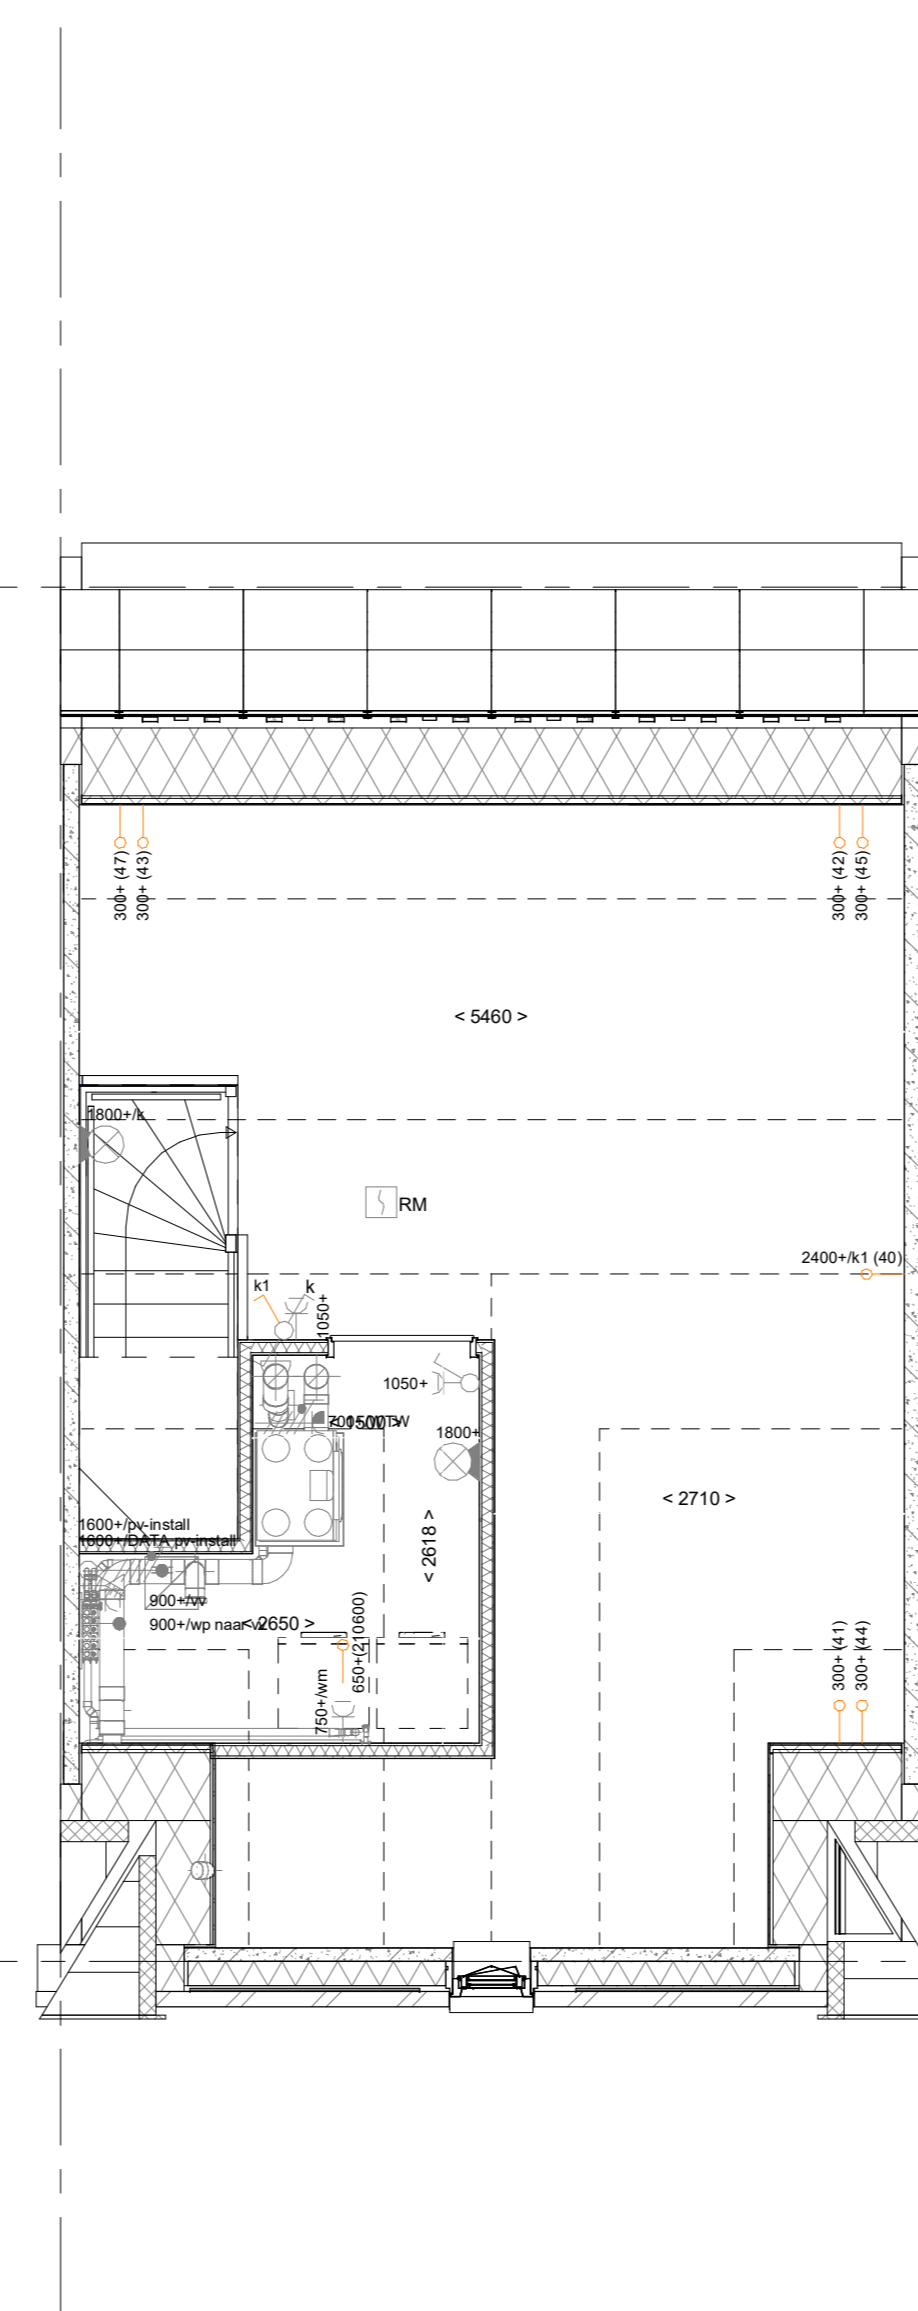 300+ (47)
300+ (43)
300+ (42)
300+ (45)
< 5460 >
1800+/k
RM
2400+/k1 (40)
k1
k
1050+
1050+
< 1500 >
1800+
< 2710 >
< 2618 >
1600+/pv-install
1600+/DATA pv-install
900+/vv
900+/wp naar
< 2650 >
650+(210600)
750+/wm
300+ (41)
300+ (44)